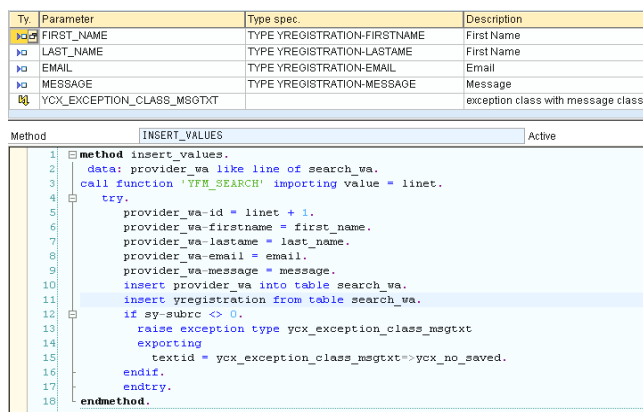 Ty. Parameter Type spec. Description
FIRST_NAME TYPE YREGISTRATION-FIRSTNAME First Name
LAST_NAME TYPE YREGISTRATION-LASTAME First Name
EMAIL TYPE YREGISTRATION-EMAIL Email
MESSAGE TYPE YREGISTRATION-MESSAGE Message
YCX_EXCEPTION_CLASS_MSGTXT exception class with message class
Method INSERT_VALUES Active
1 method insert_values.
2 data: provider_wa like line of search_wa.
3 call function 'YFM_SEARCH' importing value = linet.
4 try.
5 provider_wa-id = linet + 1.
6 provider_wa-firstname = first_name.
7 provider_wa-lastame = last_name.
8 provider_wa-email = email.
9 provider_wa-message = message.
10 insert provider_wa into table search_wa.
11 insert yregistration from table search_wa.
12 if sy-subrc <> 0.
13 raise exception type ycx_exception_class_msgtxt
14 exporting
15 textid = ycx_exception_class_msgtxt=>ycx_no_saved.
16 endif.
17 endtry.
18 endmethod.